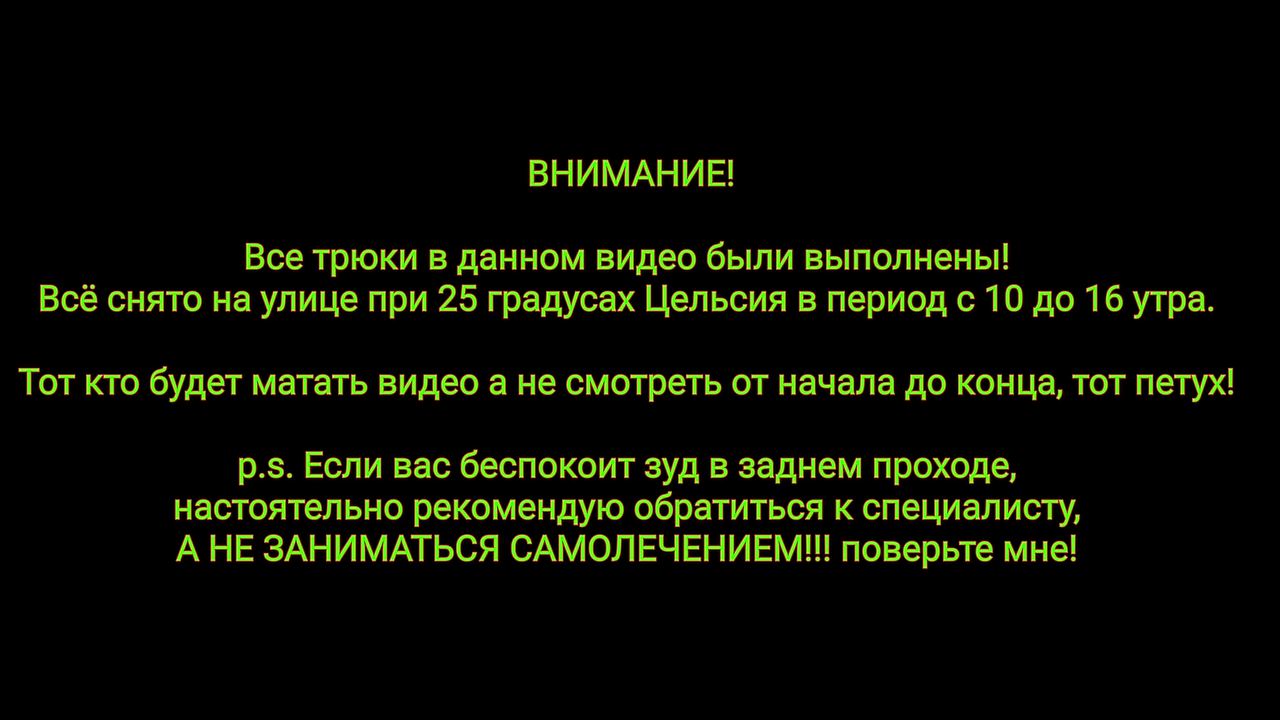 ВНИМАНИЕ!
Все трюки в данном видео были выполнены!
Всё снято на улице при 25 градусах Цельсия в период с 10 до 16 утра.
Тот кто будет матать видео а не смотреть от начала до конца, тот петух!
p.s. Если вас беспокоит зуд в заднем проходе,
настоятельно рекомендую обратиться к специалисту,
А НЕ ЗАНИМАТЬСЯ САМОЛЕЧЕНИЕМ!!! поверьте мне!